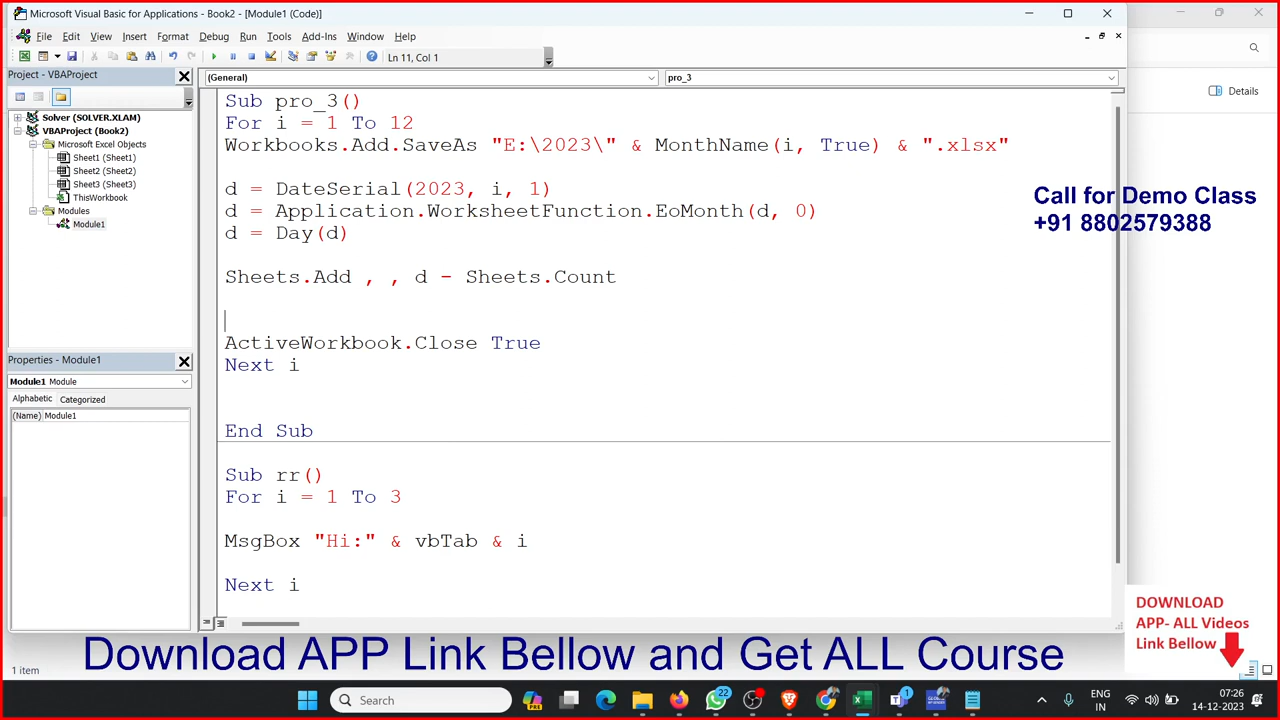 Microsoft Visual Basic for Applications - Book2 - [Module1 (Code)]
File Edit View Insert Format Debug Run Tools Add-Ins Window Help
Ln 11, Col 1
Project - VBAProject
(General)
pro_3
Solver (SOLVER.XLAM)
VBAProject (Book2)
Microsoft Excel Objects
Sheet1 (Sheet1)
Sheet2 (Sheet2)
Sheet3 (Sheet3)
ThisWorkbook
Modules
Module1
Properties - Module1
Module1 Module
Alphabetic Categorized
(Name) Module1
Sub pro_3()
For i = 1 To 12
Workbooks.Add.SaveAs "E:\2023\" & MonthName(i, True) & ".xlsx"
d = DateSerial(2023, i, 1)
d = Application.WorksheetFunction.EoMonth(d, 0)
d = Day(d)
Sheets.Add , , d - Sheets.Count
ActiveWorkbook.Close True
Next i
End Sub
Sub rr()
For i = 1 To 3
MsgBox "Hi:" & vbTab & i
Next i
Details
Call for Demo Class
+91 8802579388
DOWNLOAD
APP- ALL Videos
Link Bellow
Download APP Link Bellow and Get ALL Course
1 item
Search
22
1
ENG
IN
07:26
14-12-2023